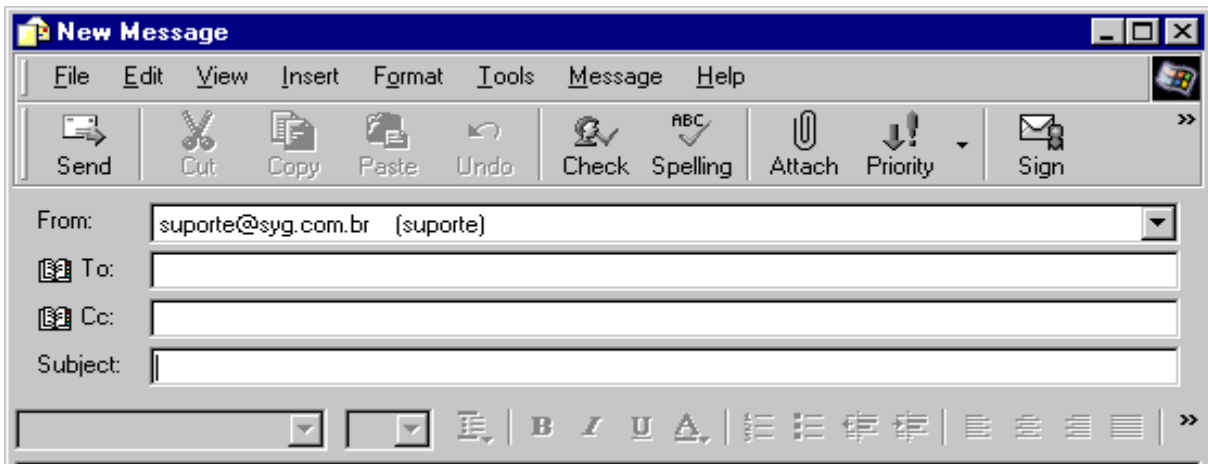 New Message
File Edit View Insert Format Tools Message Help
ABC
Send Cut Copy Paste Undo Check Spelling Attach Priority Sign »
From: suporte@syg.com.br (suporte)
To:
Cc:
Subject:
B I U A »